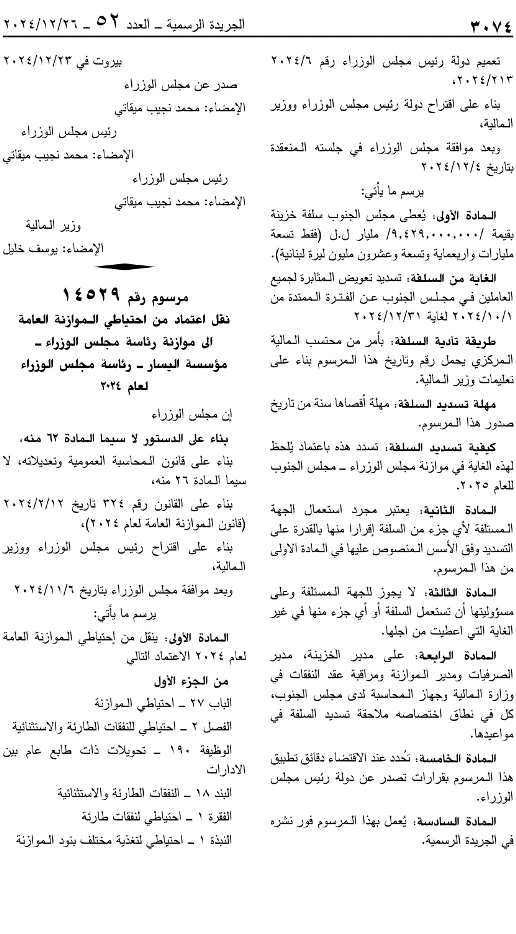 ٣٠٧٤
الجريدة الرسمية ــ العدد ٥٢ ــ ٢٠٢٤/١٢/٢٦
تعميم دولة رئيس مجلس الوزراء رقم ٢٠٢٤/٦
٢٠٢٤/٢١٣،
بناء على اقتراح دولة رئيس مجلس الوزراء ووزير
المالية،
وبعد موافقة مجلس الوزراء في جلسته المنعقدة
بتاريخ ٢٠٢٤/١٢/٤
يرسم ما يأتي:
المادة الأولى: يُعطى مجلس الجنوب سلفة خزينة
بقيمة /٩,٤٢٩,٠٠٠,٠٠٠/ مليار ل.ل (فقط تسعة
مليارات واربعماية وتسعة وعشرون مليون ليرة لبنانية).
الغاية من السلفة: تسديد تعويض المثابرة لجميع
العاملين في مجلس الجنوب عن الفترة الممتدة من
٢٠٢٤/١٠/١ لغاية ٢٠٢٤/١٢/٣١
طريقة تأدية السلفة: بأمر من محتسب المالية
المركزي يحمل رقم وتاريخ هذا المرسوم بناء على
تعليمات وزير المالية.
مهلة تسديد السلفة: مهلة أقصاها سنة من تاريخ
صدور هذا المرسوم.
كيفية تسديد السلفة: تسدد هذه باعتماد يُلحظ
لهذه الغاية في موازنة مجلس الوزراء ــ مجلس الجنوب
للعام ٢٠٢٥.
المادة الثانية: يعتبر مجرد استعمال الجهة
المستلفة لأي جزء من السلفة إقرارا منها بالقدرة على
التسديد وفق الأسس المنصوص عليها في المادة الاولى
من هذا المرسوم.
المادة الثالثة: لا يجوز للجهة المستلفة وعلى
مسؤوليتها أن تستعمل السلفة أو أي جزء منها في غير
الغاية التي اعطيت من اجلها.
المادة الرابعة: على مدير الخزينة، مدير
الصرفيات ومدير الموازنة ومراقبة عقد النفقات في
وزارة المالية وجهاز المحاسبة لدى مجلس الجنوب،
كل في نطاق اختصاصه ملاحقة تسديد السلفة في
مواعيدها.
المادة الخامسة: تُحدد عند الاقتضاء دقائق تطبيق
هذا المرسوم بقرارات تصدر عن دولة رئيس مجلس
الوزراء.
المادة السادسة: يُعمل بهذا المرسوم فور نشره
في الجريدة الرسمية.
بيروت في ٢٠٢٤/١٢/٢٣
صدر عن مجلس الوزراء
الإمضاء: محمد نجيب ميقاتي
رئيس مجلس الوزراء
الإمضاء: محمد نجيب ميقاتي
رئيس مجلس الوزراء
الإمضاء: محمد نجيب ميقاتي
وزير المالية
الإمضاء: يوسف خليل
مرسوم رقم ١٤٥٢٩
نقل اعتماد من احتياطي الموازنة العامة
الى موازنة رئاسة مجلس الوزراء ــ
مؤسسة اليسار ــ رئاسة مجلس الوزراء
لعام ٢٠٢٤
إن مجلس الوزراء
بناء على الدستور لا سيما المادة ٦٢ منه،
بناء على قانون المحاسبة العمومية وتعديلاته، لا
سيما المادة ٢٦ منه،
بناء على القانون رقم ٣٢٤ تاريخ ٢٠٢٤/٢/١٢
(قانون الموازنة العامة لعام ٢٠٢٤)،
بناء على اقتراح رئيس مجلس الوزراء ووزير
المالية،
وبعد موافقة مجلس الوزراء بتاريخ ٢٠٢٤/١١/٦
يرسم ما يأتي:
المادة الأولى: ينقل من إحتياطي الموازنة العامة
لعام ٢٠٢٤ الاعتماد التالي
من الجزء الأول
الباب ٢٧ ــ احتياطي الموازنة
الفصل ٢ ــ احتياطي للنفقات الطارئة والاستثنائية
الوظيفة ١٩٠ ــ تحويلات ذات طابع عام بين
الادارات
البند ١٨ ــ النفقات الطارئة والاستثنائية
الفقرة ١ ــ احتياطي لنفقات طارئة
النبذة ١ ــ احتياطي لتغذية مختلف بنود الموازنة